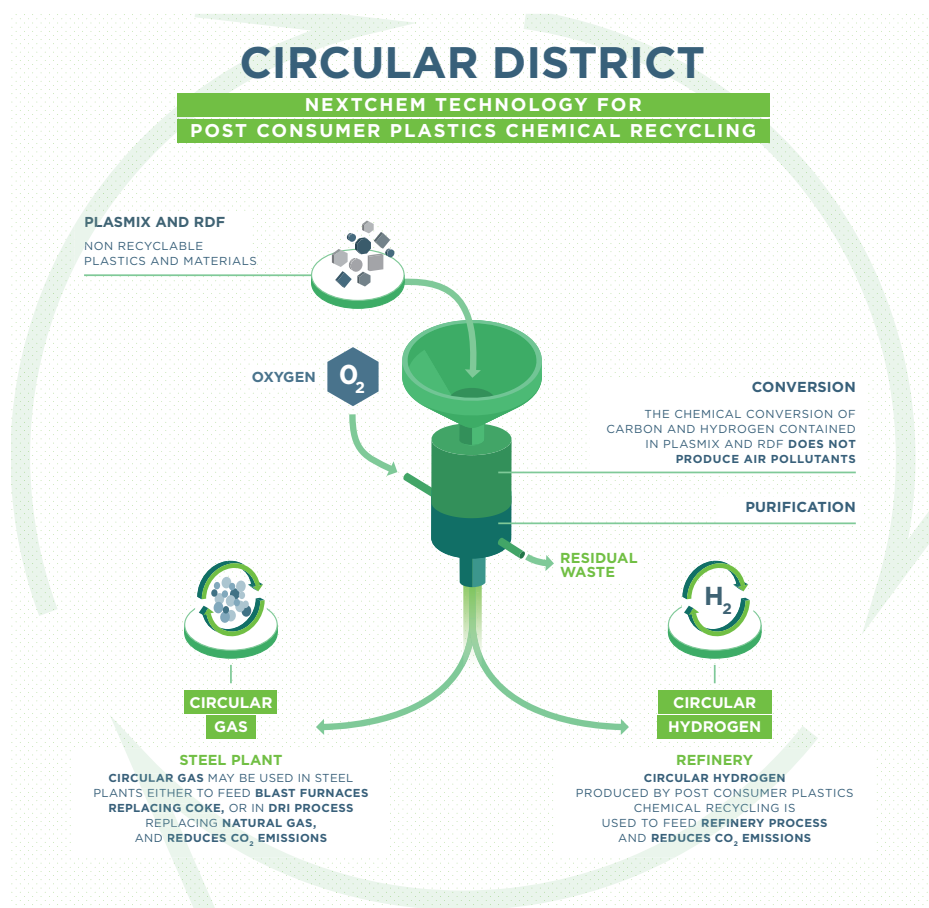 CIRCULAR DISTRICT
NEXTCHEM TECHNOLOGY FOR
POST CONSUMER PLASTICS CHEMICAL RECYCLING
PLASMIX AND RDF
NON RECYCLABLE
PLASTICS AND MATERIALS
OXYGEN
O₂
CONVERSION
THE CHEMICAL CONVERSION OF
CARBON AND HYDROGEN CONTAINED
IN PLASMIX AND RDF DOES NOT
PRODUCE AIR POLLUTANTS
PURIFICATION
RESIDUAL
WASTE
CIRCULAR
GAS
STEEL PLANT
CIRCULAR GAS MAY BE USED IN STEEL
PLANTS EITHER TO FEED BLAST FURNACES
REPLACING COKE, OR IN DRI PROCESS
REPLACING NATURAL GAS,
AND REDUCES CO₂ EMISSIONS
H₂
CIRCULAR
HYDROGEN
REFINERY
CIRCULAR HYDROGEN
PRODUCED BY POST CONSUMER PLASTICS
CHEMICAL RECYCLING IS
USED TO FEED REFINERY PROCESS
AND REDUCES CO₂ EMISSIONS